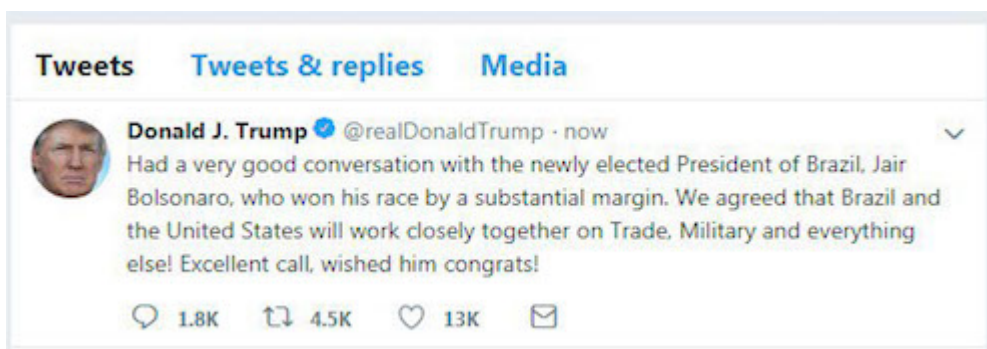 Tweets Tweets & replies Media
Donald J. Trump @realDonaldTrump · now
Had a very good conversation with the newly elected President of Brazil, Jair
Bolsonaro, who won his race by a substantial margin. We agreed that Brazil and
the United States will work closely together on Trade, Military and everything
else! Excellent call, wished him congrats!
1.8K 4.5K 13K